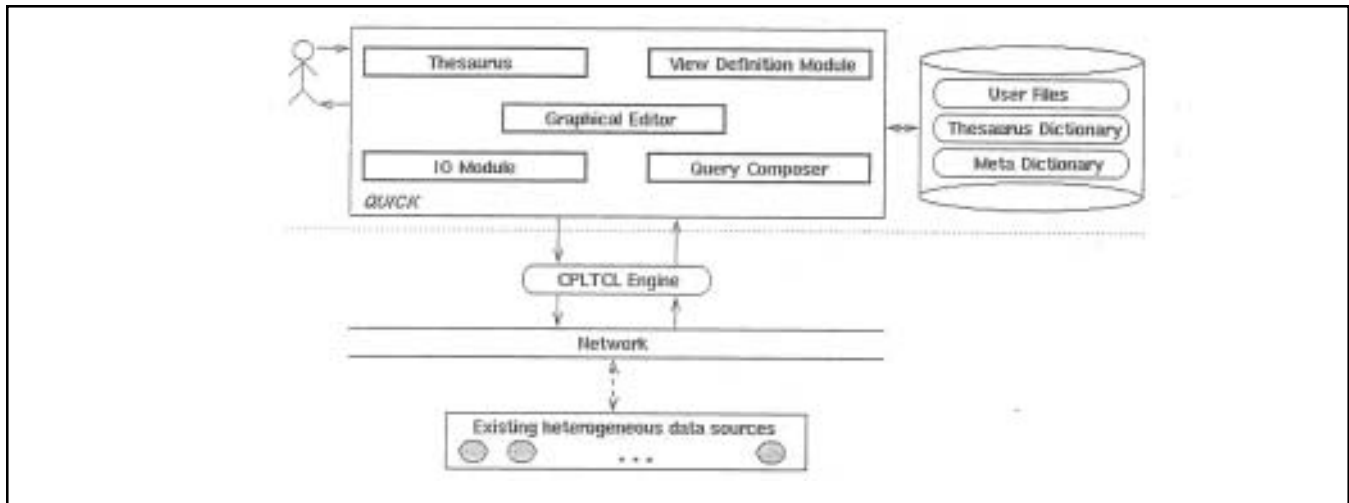 Thesaurus
View Definition Module
Graphical Editor
IO Module
Query Composer
QUICK
User Files
Thesaurus Dictionary
Meta Dictionary
CPLTCL Engine
Network
Existing heterogeneous data sources
...